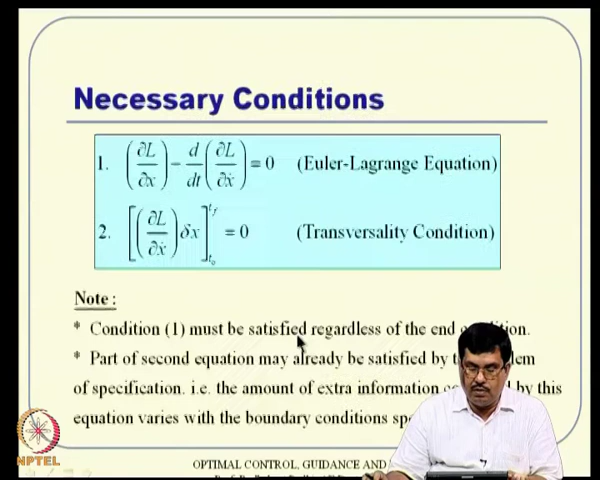 Necessary Conditions
1. (∂L/∂x) − d/dt (∂L/∂ẋ) = 0 (Euler-Lagrange Equation)
2. [(∂L/∂ẋ) δx]_{t₀}^{t_f} = 0 (Transversality Condition)
Note :
* Condition (1) must be satisfied regardless of the end
* Part of second equation may already be satisfied by
of specification. i.e. the amount of extra information by this
equation varies with the boundary conditions
NPTEL
OPTIMAL CONTROL, GUIDANCE AND
7